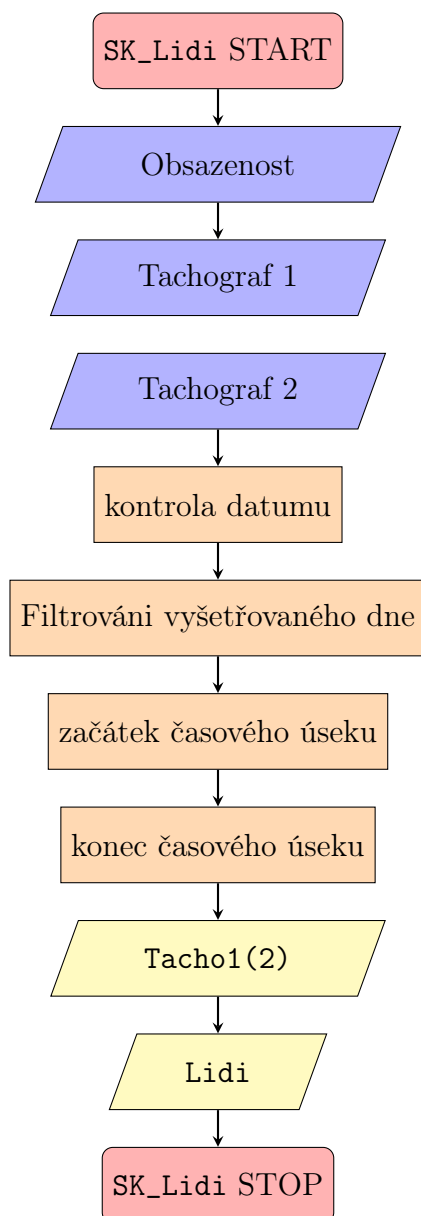 SK_Lidi START
Obsazenost
Tachograf 1
Tachograf 2
kontrola datumu
Filtrováni vyšetřovaného dne
začátek časového úseku
konec časového úseku
Tacho1(2)
Lidi
SK_Lidi STOP